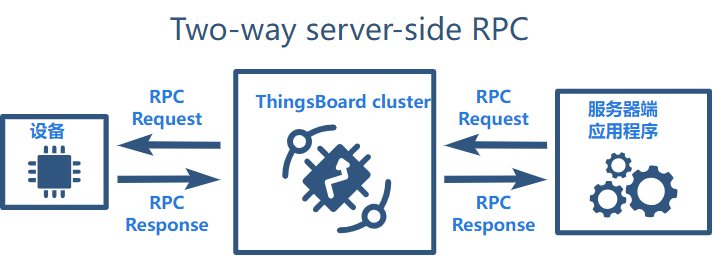 Two-way server-side RPC
设备
RPC
Request
RPC
Response
ThingsBoard cluster
RPC
Request
RPC
Response
服务器端
应用程序